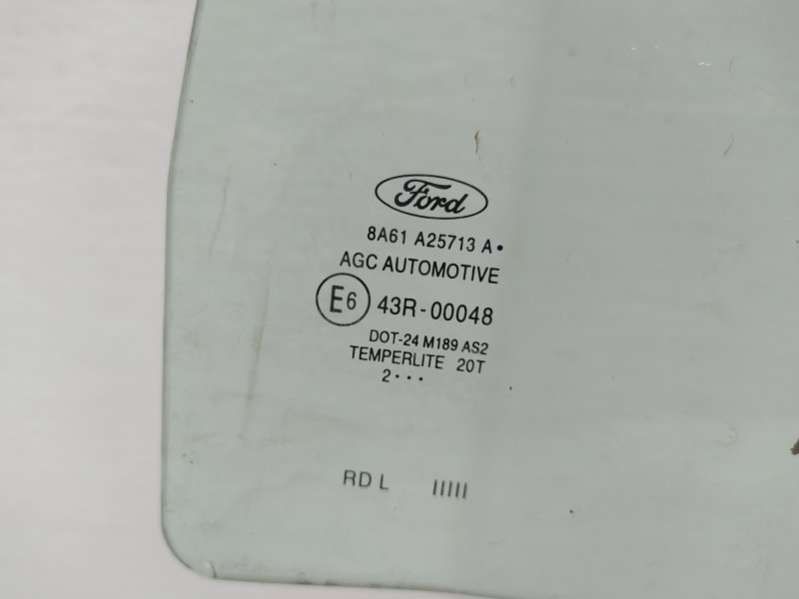 Ford
8A61 A25713 A•
AGC AUTOMOTIVE
E6 43R-00048
DOT-24 M189 AS2
TEMPERLITE 20T
2•••
RD L IIIII